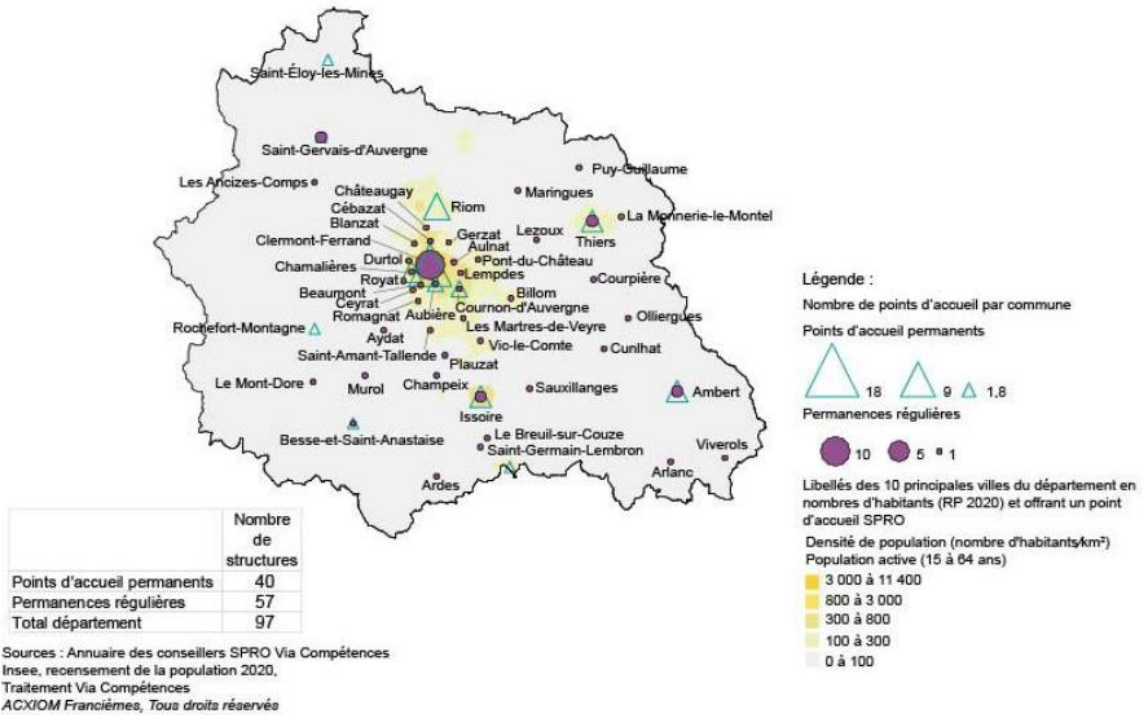 Saint-Éloy-les-Mines
Saint-Gervais-d'Auvergne
Puy-Guillaume
Les Ancizes-Comps
Châteaugay
Maringues
Cébazat
Riom
La Monnerie-le-Montel
Blanzat
Gerzat
Lezoux
Thiers
Clermont-Ferrand
Aulnat
Durtol
Pont-du-Château
Chamalières
Lempdes
Royat
Courpière
Beaumont
Billom
Ceyrat
Cournon-d'Auvergne
Romagnat
Aubière
Olliergues
Rochefort-Montagne
Les Martres-de-Veyre
Aydat
Vic-le-Comte
Saint-Amant-Tallende
Cunlhat
Plauzat
Le Mont-Dore
Murol
Champeix
Sauxillanges
Ambert
Issoire
Besse-et-Saint-Anastaise
Le Breuil-sur-Couze
Saint-Germain-Lembron
Viverols
Arlanc
Ardes
Légende :
Nombre de points d'accueil par commune
Points d'accueil permanents
18 9 1,8
Permanences régulières
10 5 1
Libellés des 10 principales villes du département en
nombres d'habitants (RP 2020) et offrant un point
d'accueil SPRO
Densité de population (nombre d'habitants/km²)
Population active (15 à 64 ans)
3 000 à 11 400
800 à 3 000
300 à 800
100 à 300
0 à 100
Nombre
de
structures
Points d'accueil permanents 40
Permanences régulières 57
Total département 97
Sources : Annuaire des conseillers SPRO Via Compétences
Insee, recensement de la population 2020,
Traitement Via Compétences
ACXIOM Francièmes, Tous droits réservés